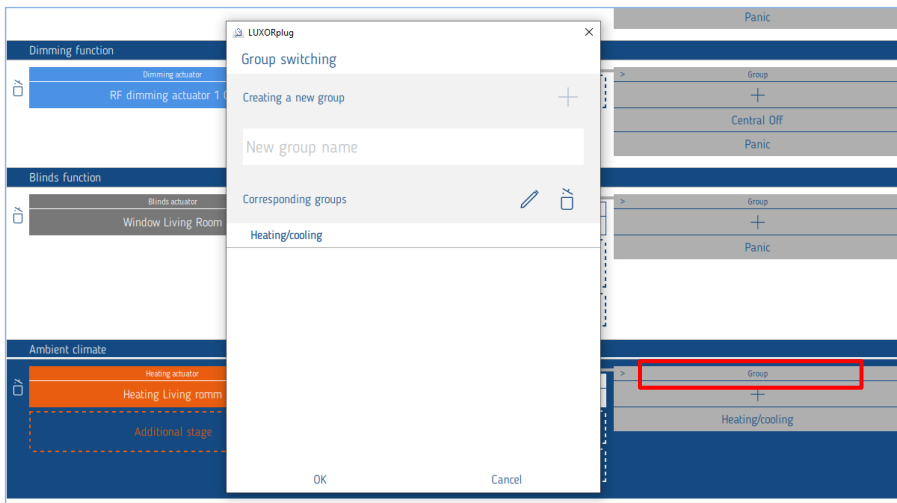 Panic
LUXORplug
Group switching
Creating a new group
New group name
Corresponding groups
Heating/cooling
OK
Cancel
Dimming function
Dimming actuator
RF dimming actuator 1
> Group
+
Central Off
Panic
Blinds function
Blinds actuator
Window Living Room
> Group
+
Panic
Ambient climate
Heating actuator
Heating Living romm
Additional stage
> Group
+
Heating/cooling